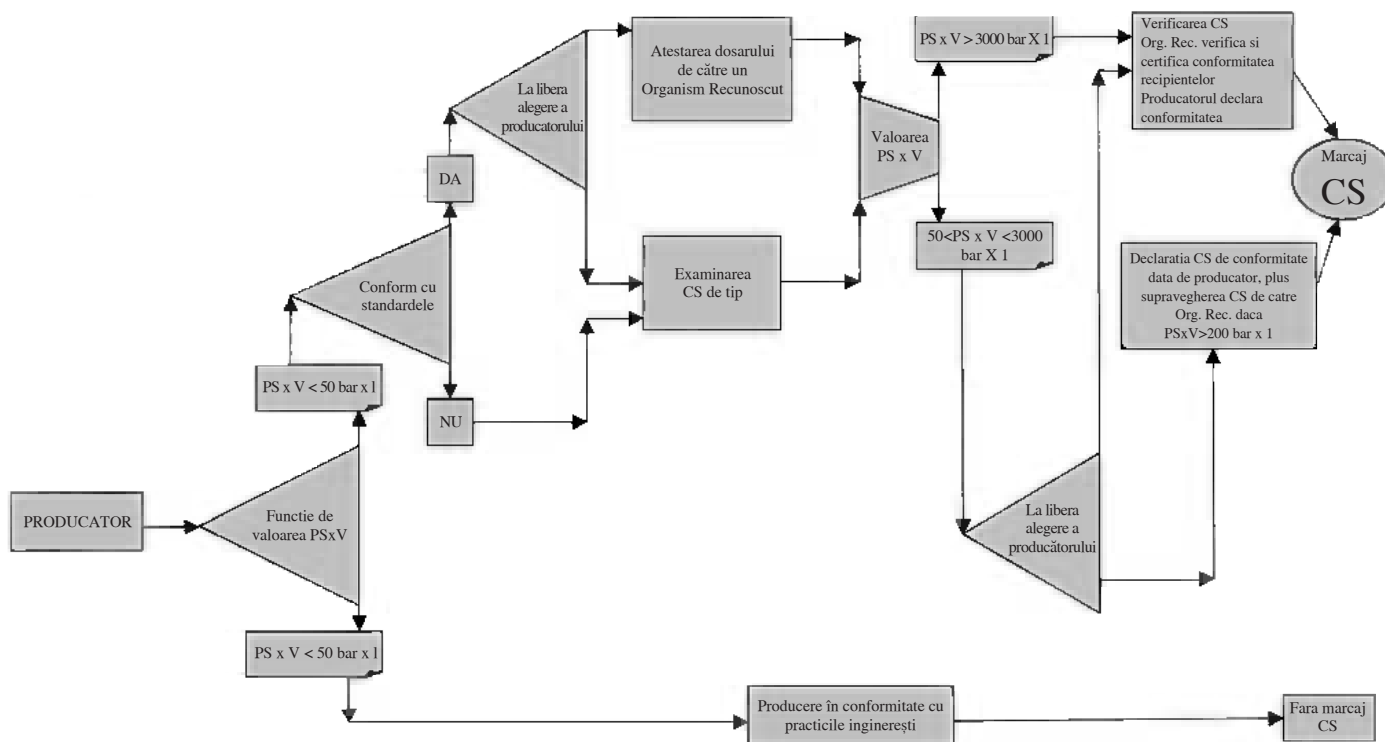 PRODUCATOR
Functie de
valoarea PSxV
PS x V < 50 bar x l
PS x V < 50 bar x l
Conform cu
standardele
DA
NU
La libera
alegere a
producatorului
Atestarea dosarului
de către un
Organism Recunoscut
Examinarea
CS de tip
Valoarea
PS x V
PS x V > 3000 bar X 1
50<PS x V <3000
bar X 1
La libera
alegere a
producătorului
Verificarea CS
Org. Rec. verifica si
certifica conformitatea
recipientelor
Producatorul declara
conformitatea
Declaratia CS de conformitate
data de producator, plus
supravegherea CS de catre
Org. Rec. daca
PSxV>200 bar x 1
Marcaj
CS
Producere în conformitate cu
practicile inginerești
Fara marcaj
CS